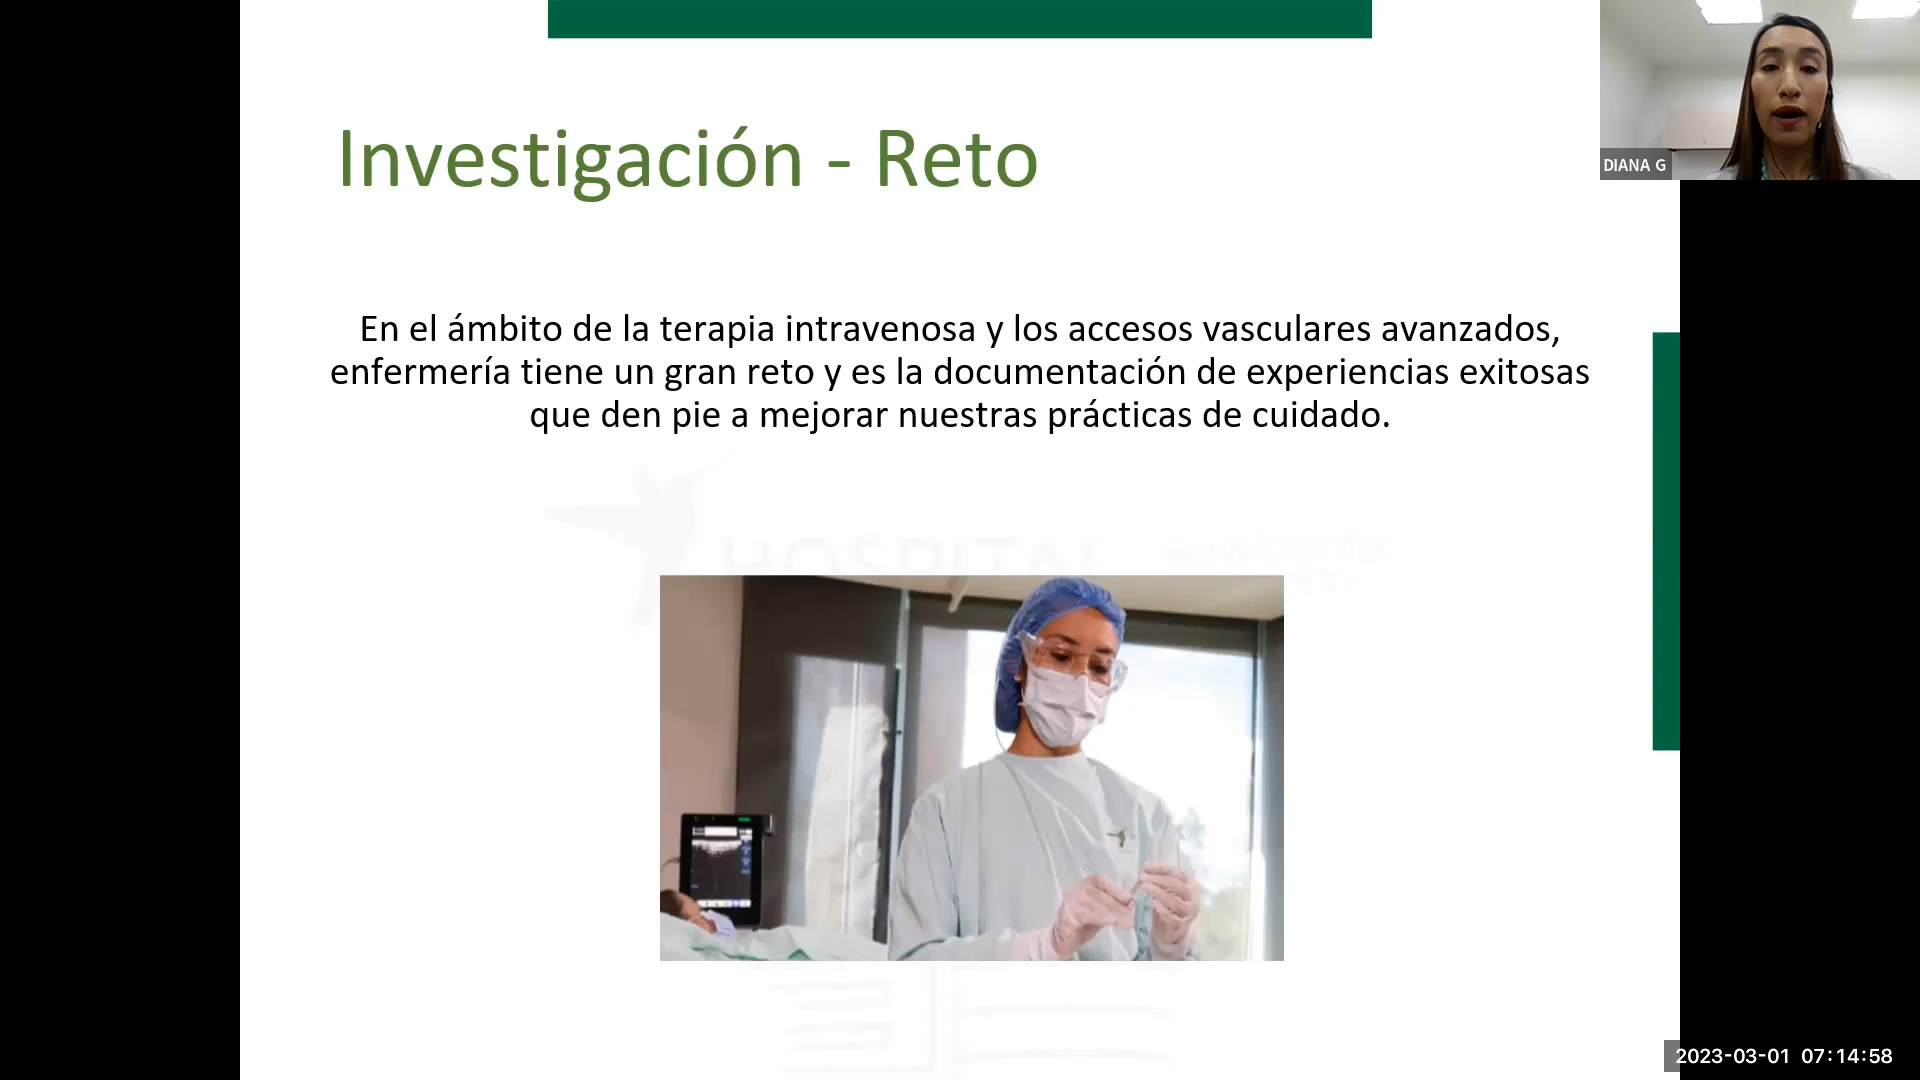 Investigación - Reto
DIANA G
En el ámbito de la terapia intravenosa y los accesos vasculares avanzados,
enfermería tiene un gran reto y es la documentación de experiencias exitosas
que den pie a mejorar nuestras prácticas de cuidado.
HOSPITAL
2023-03-01 07:14:58